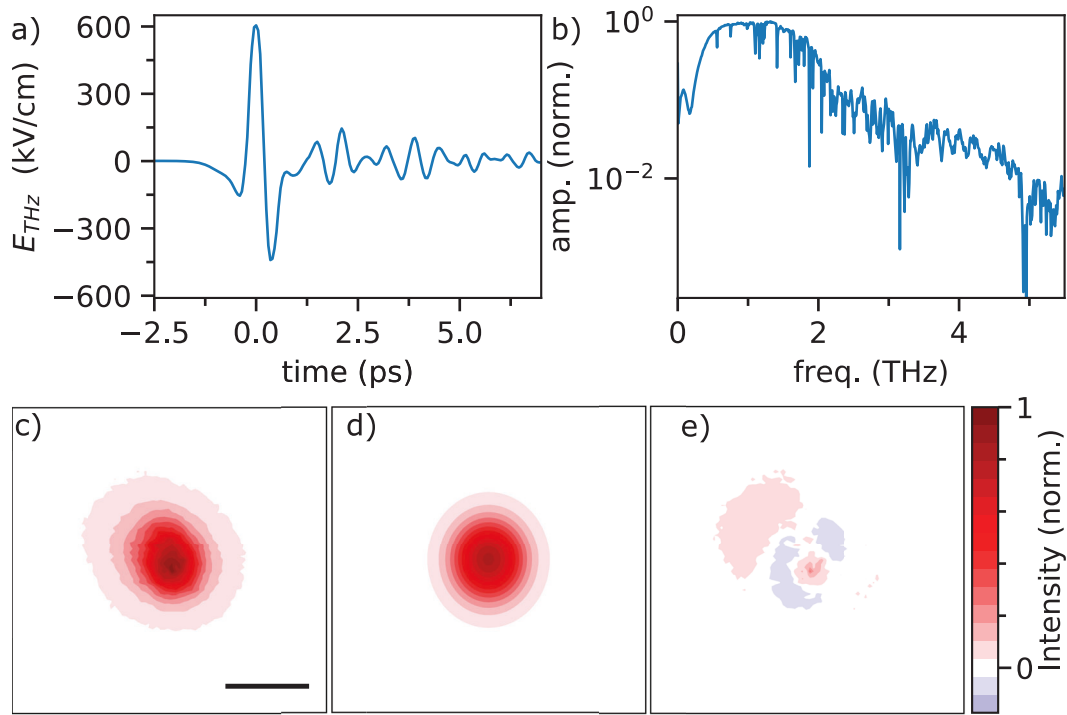 a)
E_THz (kV/cm)
600
300
0
−300
−600
−2.5
0.0
2.5
5.0
time (ps)
b)
amp. (norm.)
10^0
10^−2
0
2
4
freq. (THz)
c)
d)
e)
1
0
Intensity (norm.)